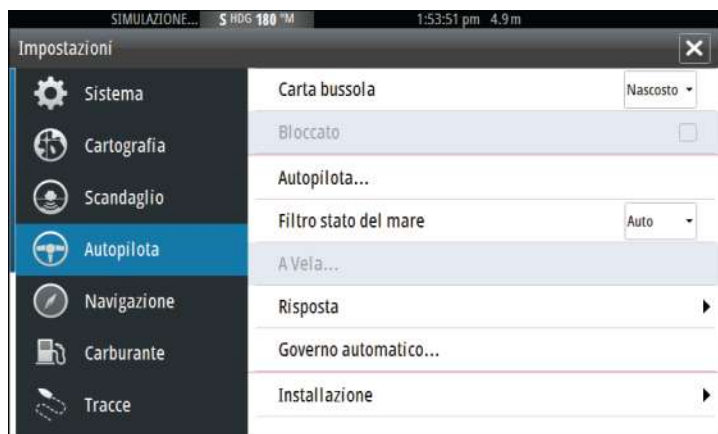 SIMULAZIONE... S HDG 180 °M 1:53:51 pm 4.9 m
Impostazioni
Sistema
Cartografia
Scandaglio
Autopilota
Navigazione
Carburante
Tracce
Carta bussola Nascosto
Bloccato
Autopilota...
Filtro stato del mare Auto
A Vela...
Risposta
Governo automatico...
Installazione